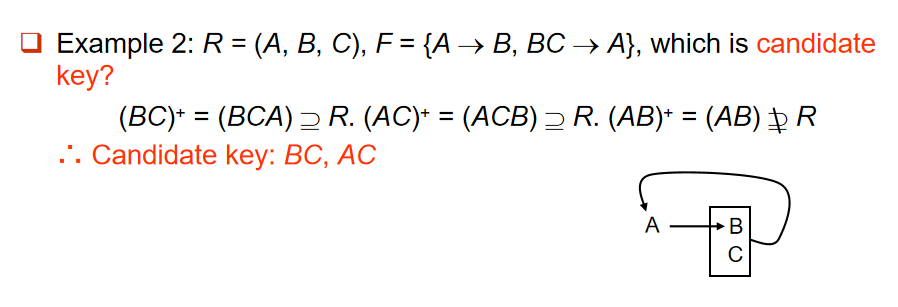 ❑ Example 2: R = (A, B, C), F = {A → B, BC → A}, which is candidate
key?
(BC)⁺ = (BCA) ⊇ R. (AC)⁺ = (ACB) ⊇ R. (AB)⁺ = (AB) ⊉ R
∴ Candidate key: BC, AC
A → B
C